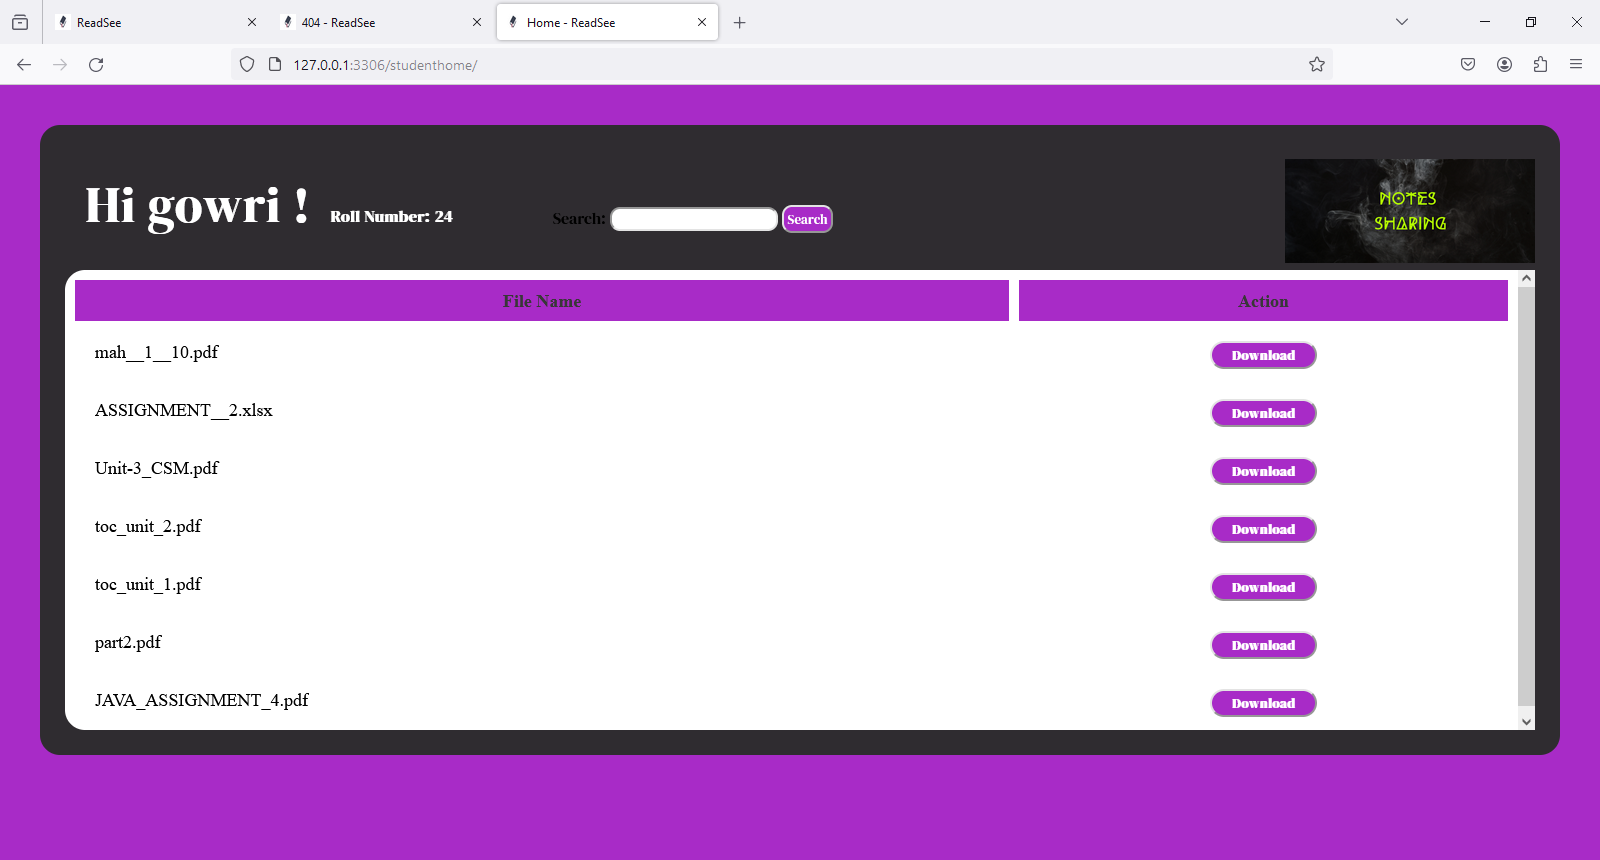 ReadSee
404 - ReadSee
Home - ReadSee
127.0.0.1:3306/studenthome/
Hi gowri !
Roll Number: 24
Search:
Search
NOTES
SHARING
File Name
Action
mah__1__10.pdf
Download
ASSIGNMENT__2.xlsx
Download
Unit-3_CSM.pdf
Download
toc_unit_2.pdf
Download
toc_unit_1.pdf
Download
part2.pdf
Download
JAVA_ASSIGNMENT_4.pdf
Download